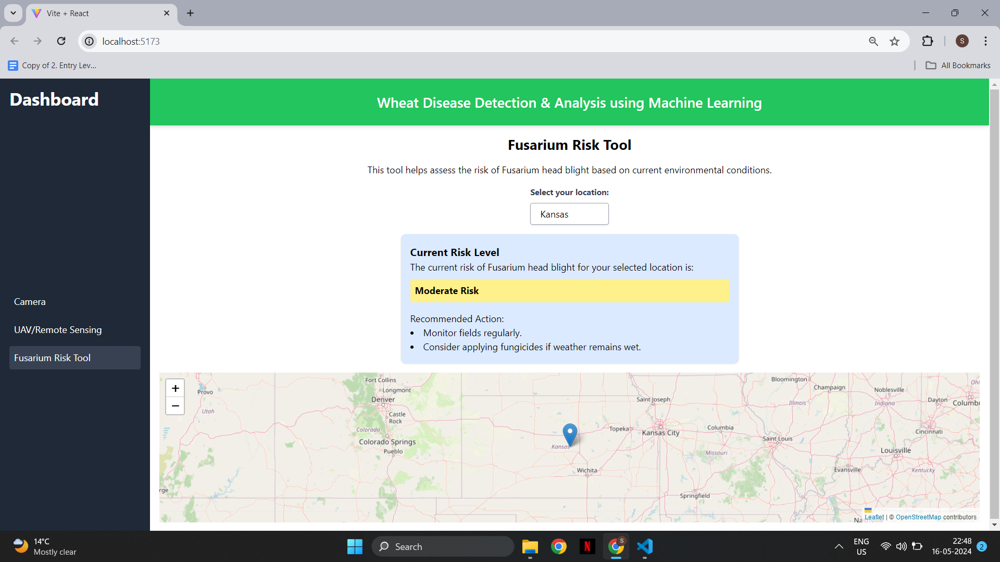 Vite + React
localhost:5173
Copy of 2. Entry Lev...
All Bookmarks
S
Dashboard
Camera
UAV/Remote Sensing
Fusarium Risk Tool
Wheat Disease Detection & Analysis using Machine Learning
Fusarium Risk Tool
This tool helps assess the risk of Fusarium head blight based on current environmental conditions.
Select your location:
Kansas
Current Risk Level
The current risk of Fusarium head blight for your selected location is:
Moderate Risk
Recommended Action:
• Monitor fields regularly.
• Consider applying fungicides if weather remains wet.
+
−
Provo
Utah
Fort Collins
Longmont
Denver
Castle
Rock
Colorado
Colorado Springs
Pueblo
rge
Kansas
Wichita
Topeka
Saint Joseph
Kansas City
Columbia
Missouri
Springfield
Saint Louis
Illinois
Bloomington
Champaign
Noblesville
Indiana
Dayton
Ohi
Columbu
Cincinnati
Louisville
Evansville
Kentucky
Leaflet | © OpenStreetMap contributors
14°C
Mostly clear
Search
N
S
ENG
US
22:48
16-05-2024
2